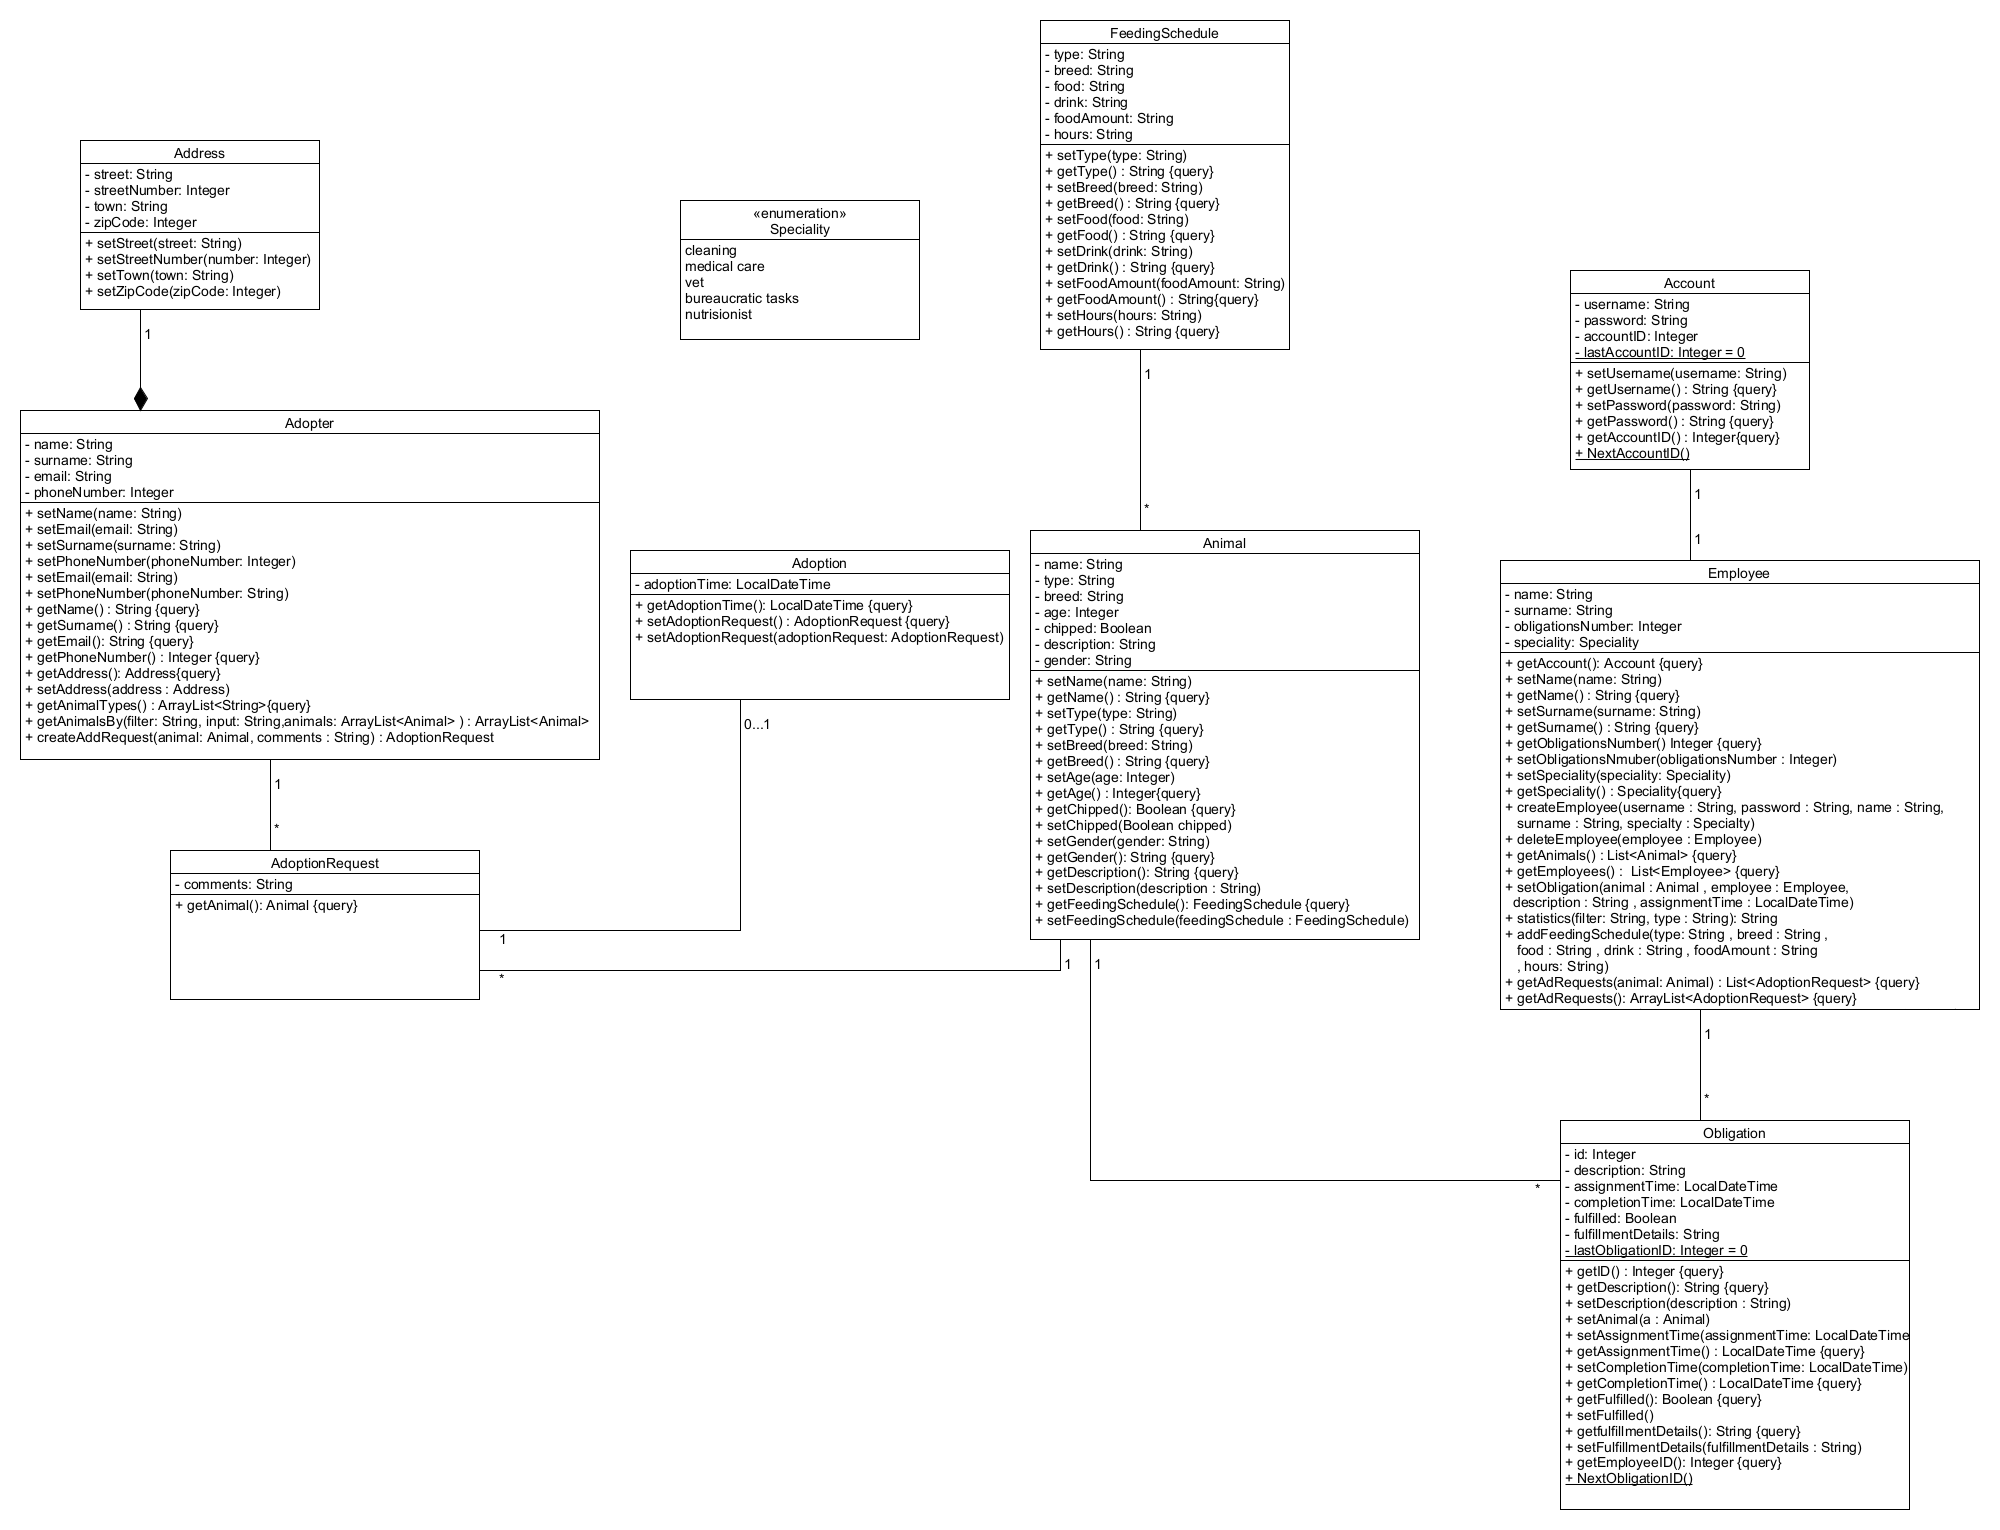 FeedingSchedule
- type: String
- breed: String
- food: String
- drink: String
- foodAmount: String
- hours: String
+ setType(type: String)
+ getType() : String {query}
+ setBreed(breed: String)
+ getBreed() : String {query}
+ setFood(food: String)
+ getFood() : String {query}
+ setDrink(drink: String)
+ getDrink() : String {query}
+ setFoodAmount(foodAmount: String)
+ getFoodAmount() : String{query}
+ setHours(hours: String)
+ getHours() : String {query}
1
*
Address
- street: String
- streetNumber: Integer
- town: String
- zipCode: Integer
+ setStreet(street: String)
+ setStreetNumber(number: Integer)
+ setTown(town: String)
+ setZipCode(zipCode: Integer)
1
«enumeration»
Speciality
cleaning
medical care
vet
bureaucratic tasks
nutrisionist
Account
- username: String
- password: String
- accountID: Integer
- lastAccountID: Integer = 0
+ setUsername(username: String)
+ getUsername() : String {query}
+ setPassword(password: String)
+ getPassword() : String {query}
+ getAccountID() : Integer{query}
+ NextAccountID()
1
1
Adopter
- name: String
- surname: String
- email: String
- phoneNumber: Integer
+ setName(name: String)
+ setEmail(email: String)
+ setSurname(surname: String)
+ setPhoneNumber(phoneNumber: Integer)
+ setEmail(email: String)
+ setPhoneNumber(phoneNumber: String)
+ getName() : String {query}
+ getSurname() : String {query}
+ getEmail(): String {query}
+ getPhoneNumber() : Integer {query}
+ getAddress(): Address{query}
+ setAddress(address : Address)
+ getAnimalTypes() : ArrayList<String>{query}
+ getAnimalsBy(filter: String, input: String,animals: ArrayList<Animal> ) : ArrayList<Animal>
+ createAddRequest(animal: Animal, comments : String) : AdoptionRequest
1
*
Adoption
- adoptionTime: LocalDateTime
+ getAdoptionTime(): LocalDateTime {query}
+ setAdoptionRequest() : AdoptionRequest {query}
+ setAdoptionRequest(adoptionRequest: AdoptionRequest)
0...1
Animal
- name: String
- type: String
- breed: String
- age: Integer
- chipped: Boolean
- description: String
- gender: String
+ setName(name: String)
+ getName() : String {query}
+ setType(type: String)
+ getType() : String {query}
+ setBreed(breed: String)
+ getBreed() : String {query}
+ setAge(age: Integer)
+ getAge() : Integer{query}
+ getChipped(): Boolean {query}
+ setChipped(Boolean chipped)
+ setGender(gender: String)
+ getGender(): String {query}
+ getDescription(): String {query}
+ setDescription(description : String)
+ getFeedingSchedule(): FeedingSchedule {query}
+ setFeedingSchedule(feedingSchedule : FeedingSchedule)
1
1
Employee
- name: String
- surname: String
- obligationsNumber: Integer
- speciality: Speciality
+ getAccount(): Account {query}
+ setName(name: String)
+ getName() : String {query}
+ setSurname(surname: String)
+ getSurname() : String {query}
+ getObligationsNumber() Integer {query}
+ setObligationsNmuber(obligationsNumber : Integer)
+ setSpeciality(speciality: Speciality)
+ getSpeciality() : Speciality{query}
+ createEmployee(username : String, password : String, name : String,
surname : String, specialty : Specialty)
+ deleteEmployee(employee : Employee)
+ getAnimals() : List<Animal> {query}
+ getEmployees() : List<Employee> {query}
+ setObligation(animal : Animal , employee : Employee,
description : String , assignmentTime : LocalDateTime)
+ statistics(filter: String, type : String): String
+ addFeedingSchedule(type: String , breed : String ,
food : String , drink : String , foodAmount : String
, hours: String)
+ getAdRequests(animal: Animal) : List<AdoptionRequest> {query}
+ getAdRequests(): ArrayList<AdoptionRequest> {query}
1
*
AdoptionRequest
- comments: String
+ getAnimal(): Animal {query}
1
*
Obligation
- id: Integer
- description: String
- assignmentTime: LocalDateTime
- completionTime: LocalDateTime
- fulfilled: Boolean
- fulfillmentDetails: String
- lastObligationID: Integer = 0
+ getID() : Integer {query}
+ getDescription(): String {query}
+ setDescription(description : String)
+ setAnimal(a : Animal)
+ setAssignmentTime(assignmentTime: LocalDateTime
+ getAssignmentTime() : LocalDateTime {query}
+ setCompletionTime(completionTime: LocalDateTime)
+ getCompletionTime() : LocalDateTime {query}
+ getFulfilled(): Boolean {query}
+ setFulfilled()
+ getfulfillmentDetails(): String {query}
+ setFulfillmentDetails(fulfillmentDetails : String)
+ getEmployeeID(): Integer {query}
+ NextObligationID()
*